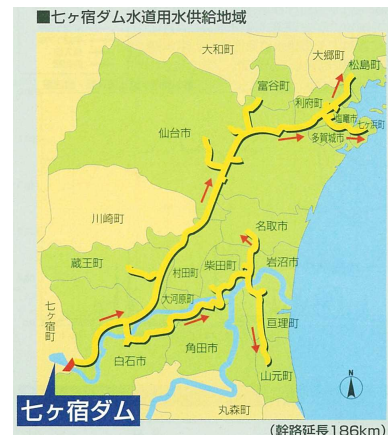 ■七ヶ宿ダム水道用水供給地域
大和町
大郷町
松島町
富谷町
利府町
塩竈市
七ヶ浜町
多賀城市
仙台市
川崎町
名取市
蔵王町
村田町
柴田町
岩沼市
大河原町
七ヶ宿町
亘理町
白石市
角田市
山元町
七ヶ宿ダム
丸森町
N
(幹路延長186km)